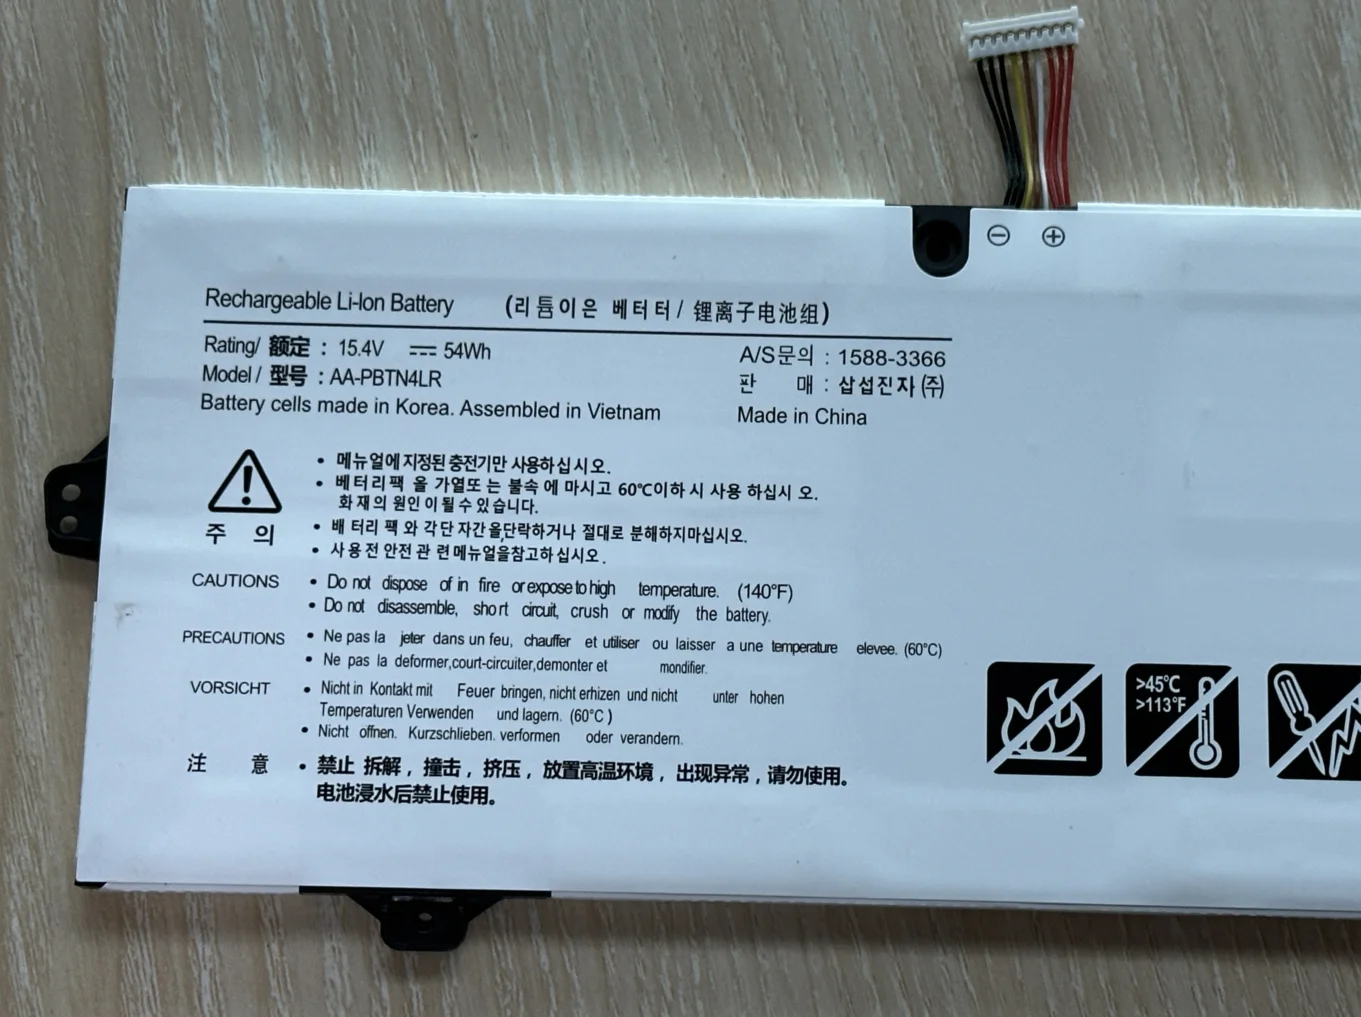 Rechargeable Li-Ion Battery (리튬이은 베터터/ 锂离子电池组)
Rating/ 额定 : 15.4V ⎓ 54Wh
Model / 型号 : AA-PBTN4LR
Battery cells made in Korea. Assembled in Vietnam
A/S문의 : 1588-3366
판 매 : 삽섭진자 (주)
Made in China
⊖ ⊕
주 의
• 메뉴얼에 지정된 충전기만 사용하십시오.
• 베터리팩 을 가열또 는 불속 에 마시고 60℃이하 시 사용 하십시 오.
화 재의 원인 이 될 수 있습니다.
• 배 터리 팩 와 각 단 자간 을,단락하거나 절대로 분해하지마십시오.
• 사 용 전 안전 관 련 메뉴얼을참고하 십시오.
CAUTIONS
• Do not dispose of in fire or expose to high temperature. (140°F)
• Do not disassemble, short circuit, crush or modify the battery.
PRECAUTIONS
• Ne pas la jeter dans un feu, chauffer et utiliser ou laisser a une temperature elevee. (60°C)
• Ne pas la deformer,court-circuiter,demonter et mondifier.
VORSICHT
• Nicht in Kontakt mit Feuer bringen, nicht erhizen und nicht unter hohen
Temperaturen Verwenden und lagern. (60°C )
• Nicht offnen. Kurzschlieben. verformen oder verandern.
注 意
• 禁止 拆解，撞击，挤压，放置高温环境，出现异常，请勿使用。
电池浸水后禁止使用。
>45°C
>113°F